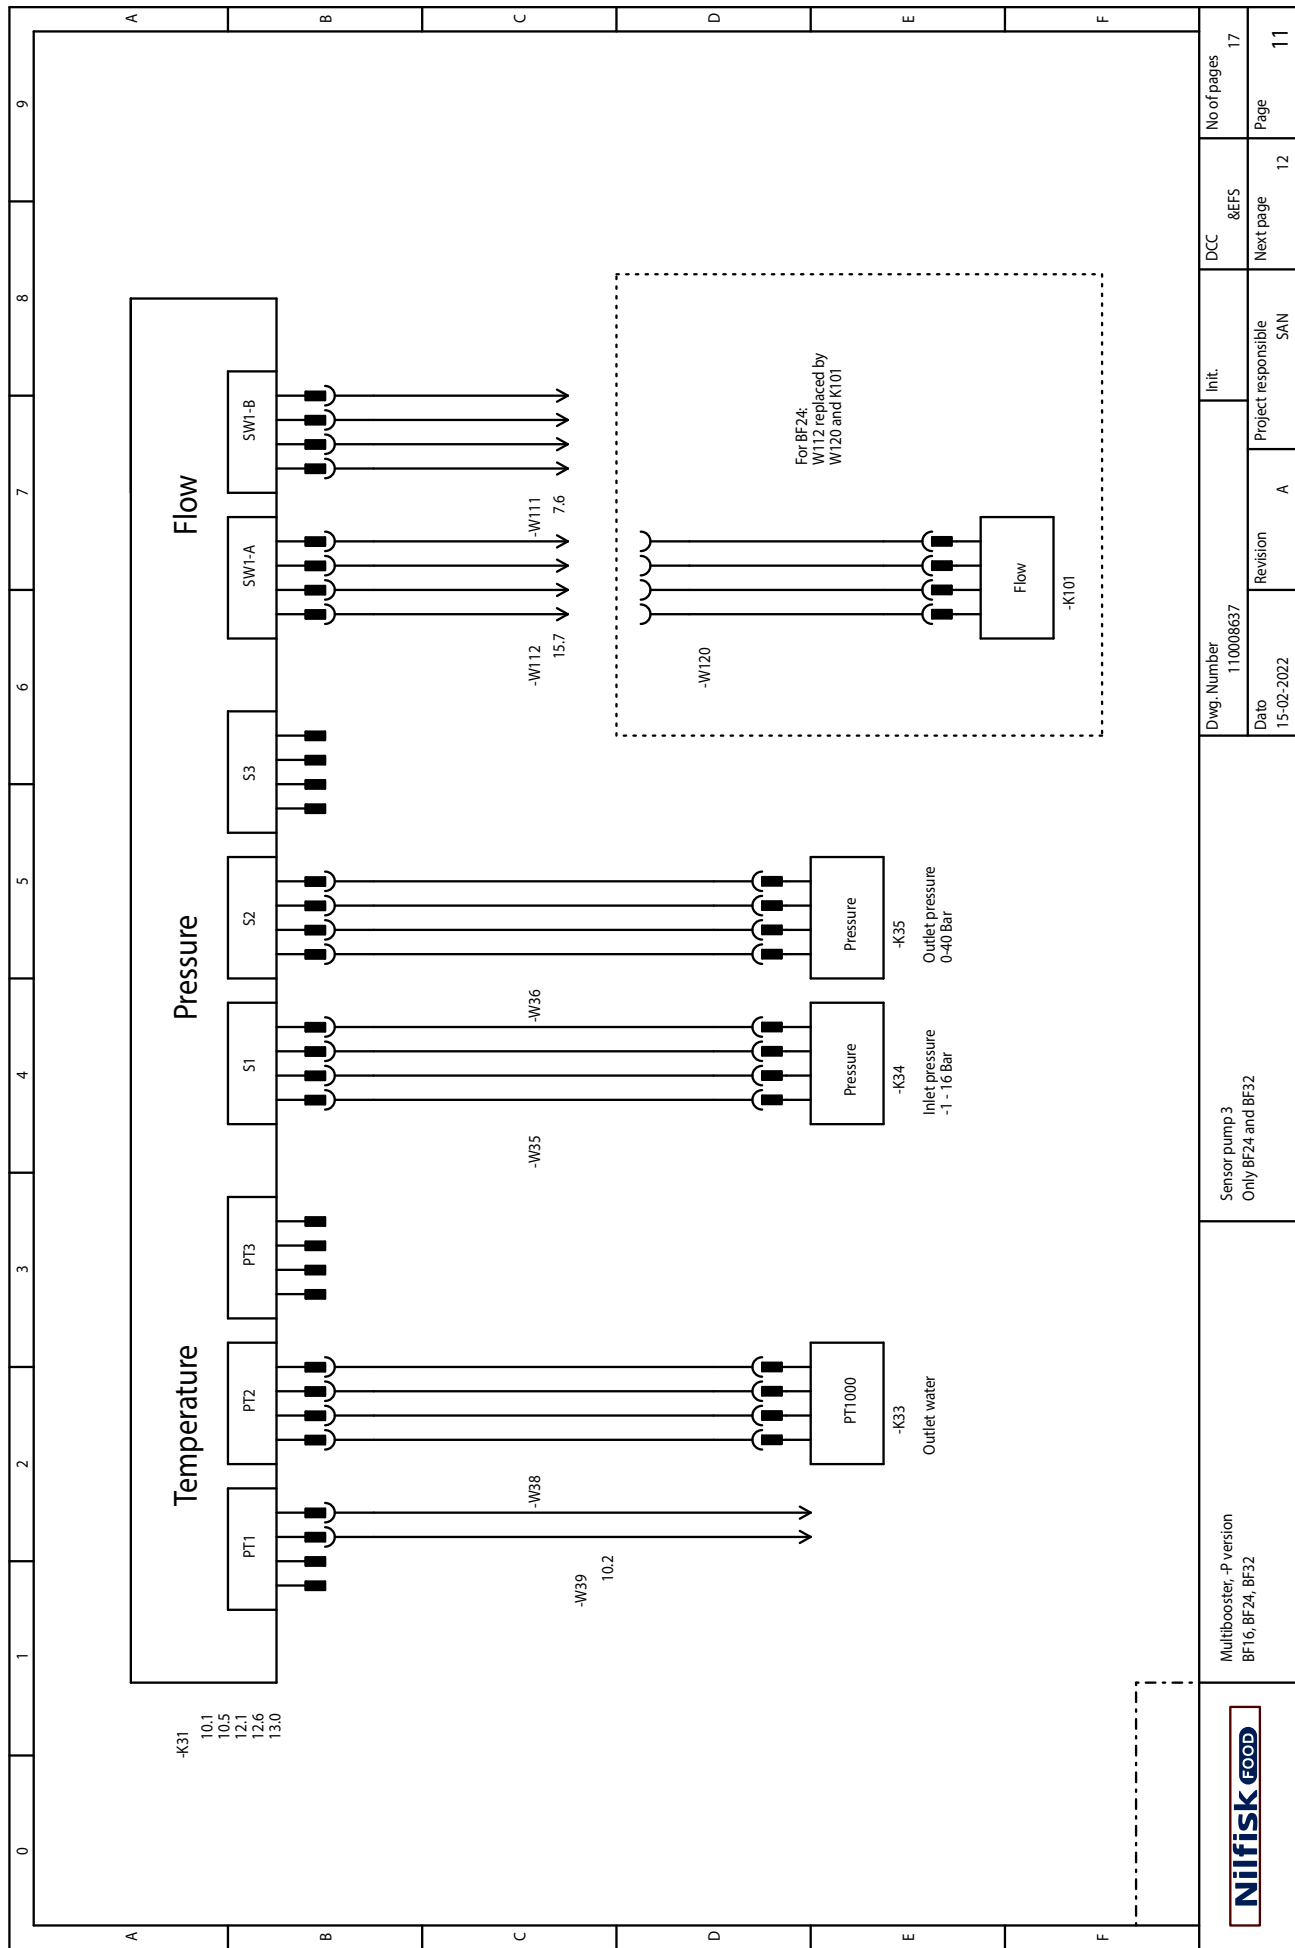 0 1 2 3 4 5 6 7 8 9
A A
B B
C C
D D
E E
F F
-K31
10.1
10.5
12.1
12.6
13.0
Temperature
Pressure
Flow
PT1
PT2
PT3
S1
S2
S3
SW1-A
SW1-B
-W39
10.2
-W38
-W35
-W36
-W112
15.7
-W111
7.6
PT1000
-K33
Outlet water
Pressure
-K34
Inlet pressure
-1 - 16 Bar
Pressure
-K35
Outlet pressure
0-40 Bar
-W120
For BF24:
W112 replaced by
W120 and K101
Flow
-K101
Nilfisk FOOD
Multibooster, -P version
BF16, BF24, BF32
Sensor pump 3
Only BF24 and BF32
Dwg. Number
110008637
Init.
DCC
&EFS
No of pages
17
Dato
15-02-2022
Revision
A
Project responsible
SAN
Next page
12
Page
11